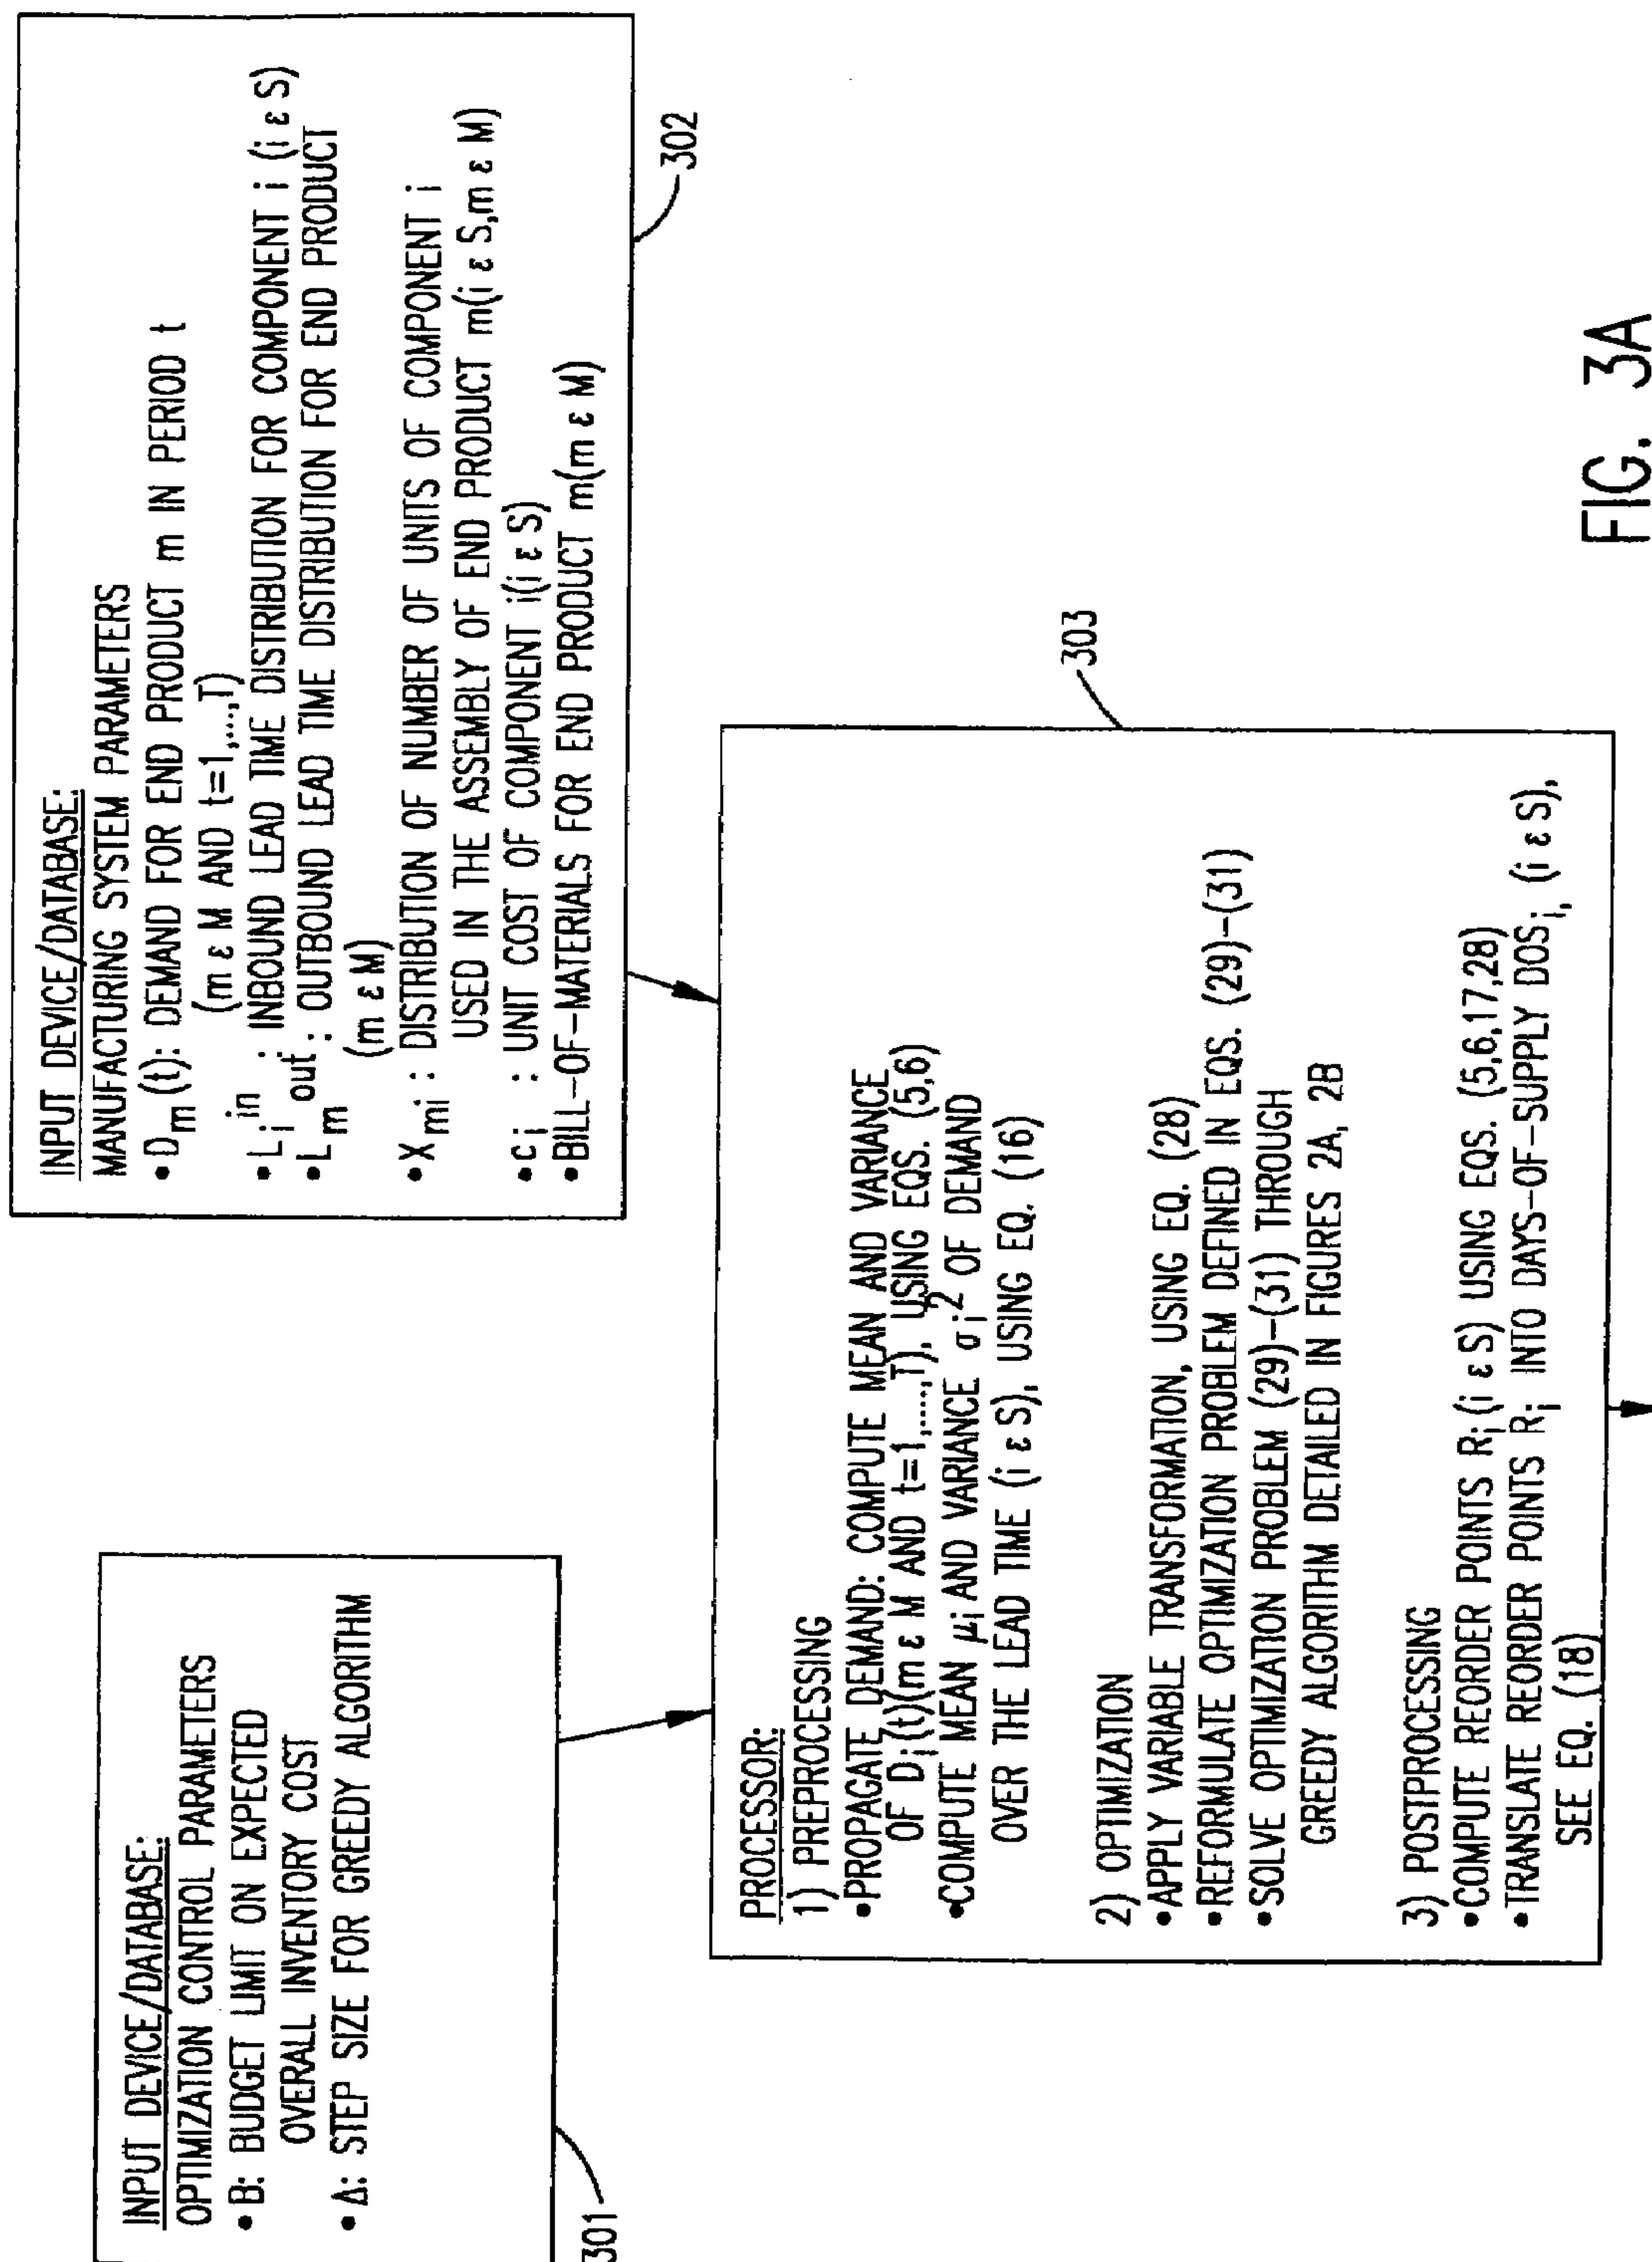 INPUT DEVICE/DATABASE:
OPTIMIZATION CONTROL PARAMETERS
•B: BUDGET LIMIT ON EXPECTED
OVERALL INVENTORY COST
•Δ: STEP SIZE FOR GREEDY ALGORITHM
301
INPUT DEVICE/DATABASE:
MANUFACTURING SYSTEM PARAMETERS
•D_m (t): DEMAND FOR END PRODUCT m IN PERIOD t
(m ε M AND t=1,...,T)
•L_i^in : INBOUND LEAD TIME DISTRIBUTION FOR COMPONENT i (i ε S)
•L_m^out : OUTBOUND LEAD TIME DISTRIBUTION FOR END PRODUCT
(m ε M)
•X_mi : DISTRIBUTION OF NUMBER OF UNITS OF COMPONENT i
USED IN THE ASSEMBLY OF END PRODUCT m(i ε S,m ε M)
•c_i : UNIT COST OF COMPONENT i(i ε S)
•BILL-OF-MATERIALS FOR END PRODUCT m(m ε M)
302
PROCESSOR:
1) PREPROCESSING
•PROPAGATE DEMAND: COMPUTE MEAN AND VARIANCE
OF D_i(t)(m ε M AND t=1,....,T), USING EQS. (5,6)
•COMPUTE MEAN μ_i AND VARIANCE σ_i^2 OF DEMAND
OVER THE LEAD TIME (i ε S), USING EQ. (16)
2) OPTIMIZATION
•APPLY VARIABLE TRANSFORMATION, USING EQ. (28)
•REFORMULATE OPTIMIZATION PROBLEM DEFINED IN EQS. (29)-(31)
•SOLVE OPTIMIZATION PROBLEM (29)-(31) THROUGH
GREEDY ALGORITHM DETAILED IN FIGURES 2A, 2B
3) POSTPROCESSING
•COMPUTE REORDER POINTS R_i (i ε S) USING EQS. (5,6,17,28)
•TRANSLATE REORDER POINTS R_i INTO DAYS-OF-SUPPLY DOS_i, (i ε S),
SEE EQ. (18)
303
FIG. 3A